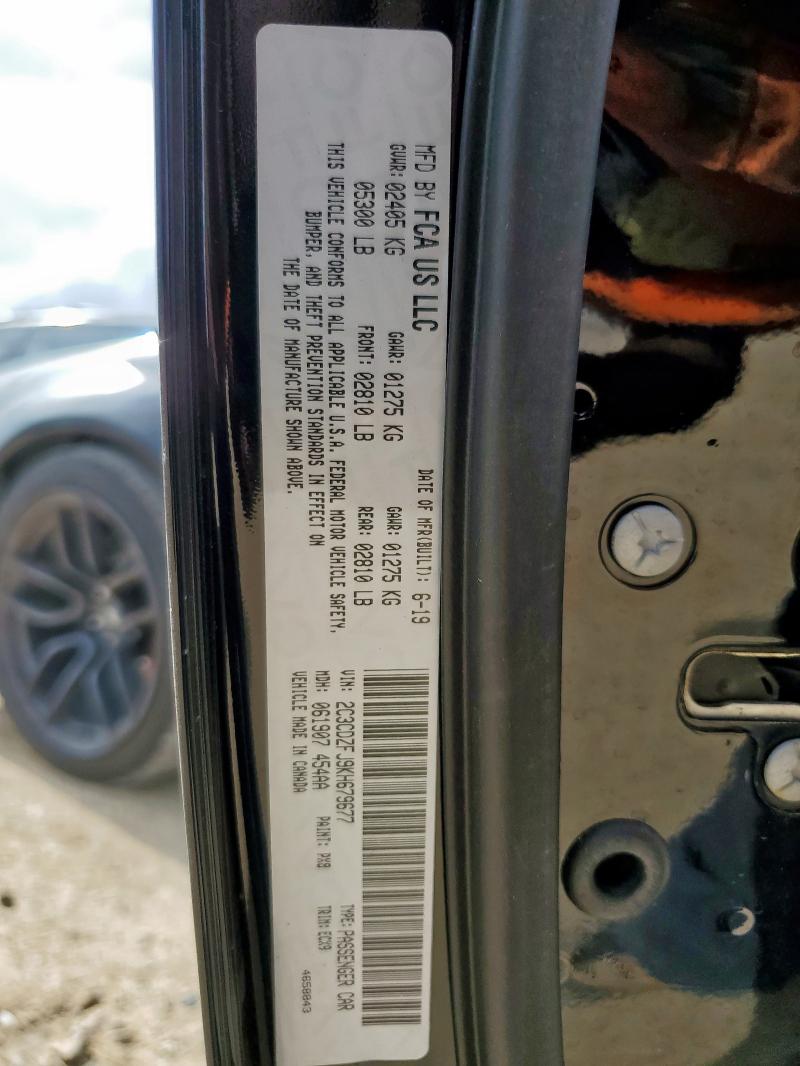 MFD BY FCA US LLC
DATE OF MFR(BUILT): 6-19
GVWR: 02405 KG GAWR: 01275 KG GAWR: 01275 KG
05300 LB FRONT: 02810 LB REAR: 02810 LB
THIS VEHICLE CONFORMS TO ALL APPLICABLE U.S.A. FEDERAL MOTOR VEHICLE SAFETY,
BUMPER, AND THEFT PREVENTION STANDARDS IN EFFECT ON
THE DATE OF MANUFACTURE SHOWN ABOVE.
VIN: 2C3CDZFJ9KH679677 TYPE: PASSENGER CAR
MDH: 061907 454AA PAINT: PX8 TRIM: ECX9
VEHICLE MADE IN CANADA 4658043